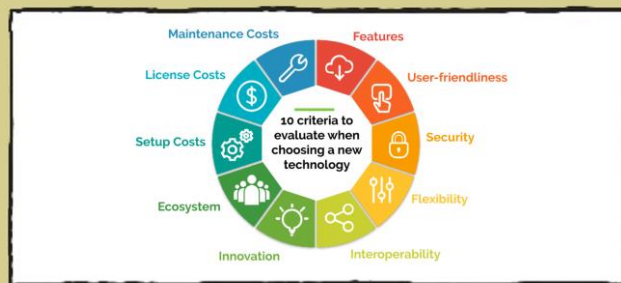 Maintenance Costs
Features
License Costs
User-friendliness
Setup Costs
10 criteria to
evaluate when
choosing a new
technology
Security
Ecosystem
Flexibility
Innovation
Interoperability
$